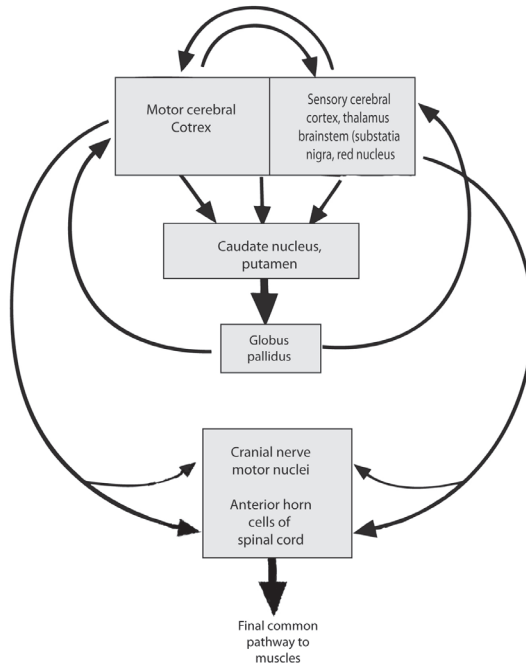 Motor cerebral
Cotrex
Sensory cerebral
cortex, thalamus
brainstem (substatia
nigra, red nucleus
Caudate nucleus,
putamen
Globus
pallidus
Cranial nerve
motor nuclei
Anterior horn
cells of
spinal cord
Final common
pathway to
muscles